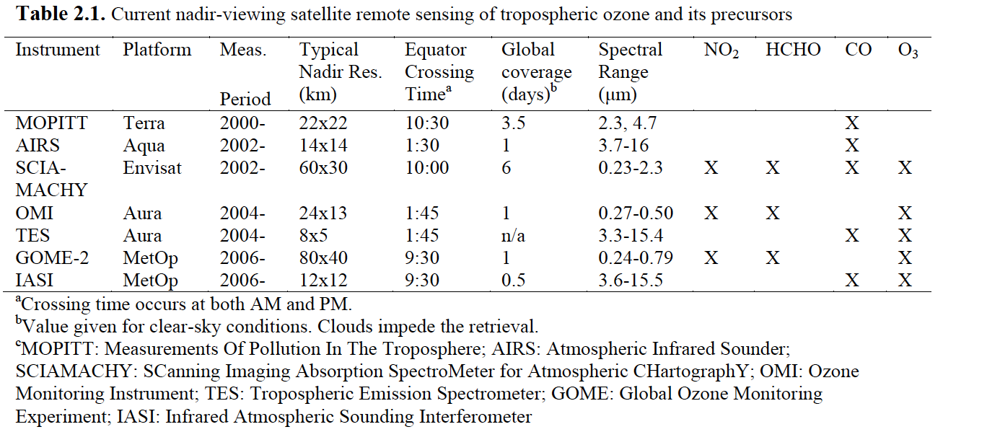 Table 2.1. Current nadir-viewing satellite remote sensing of tropospheric ozone and its precursors
Instrument Platform Meas. Period Typical Nadir Res. (km) Equator Crossing Timeᵃ Global coverage (days)ᵇ Spectral Range (μm) NO₂ HCHO CO O₃
MOPITT Terra 2000- 22x22 10:30 3.5 2.3, 4.7 X
AIRS Aqua 2002- 14x14 1:30 1 3.7-16 X
SCIA- Envisat 2002- 60x30 10:00 6 0.23-2.3 X X X X
MACHY
OMI Aura 2004- 24x13 1:45 1 0.27-0.50 X X X
TES Aura 2004- 8x5 1:45 n/a 3.3-15.4 X X
GOME-2 MetOp 2006- 80x40 9:30 1 0.24-0.79 X X X
IASI MetOp 2006- 12x12 9:30 0.5 3.6-15.5 X X
ᵃCrossing time occurs at both AM and PM.
ᵇValue given for clear-sky conditions. Clouds impede the retrieval.
ᶜMOPITT: Measurements Of Pollution In The Troposphere; AIRS: Atmospheric Infrared Sounder;
SCIAMACHY: SCanning Imaging Absorption SpectroMeter for Atmospheric CHartographY; OMI: Ozone
Monitoring Instrument; TES: Tropospheric Emission Spectrometer; GOME: Global Ozone Monitoring
Experiment; IASI: Infrared Atmospheric Sounding Interferometer